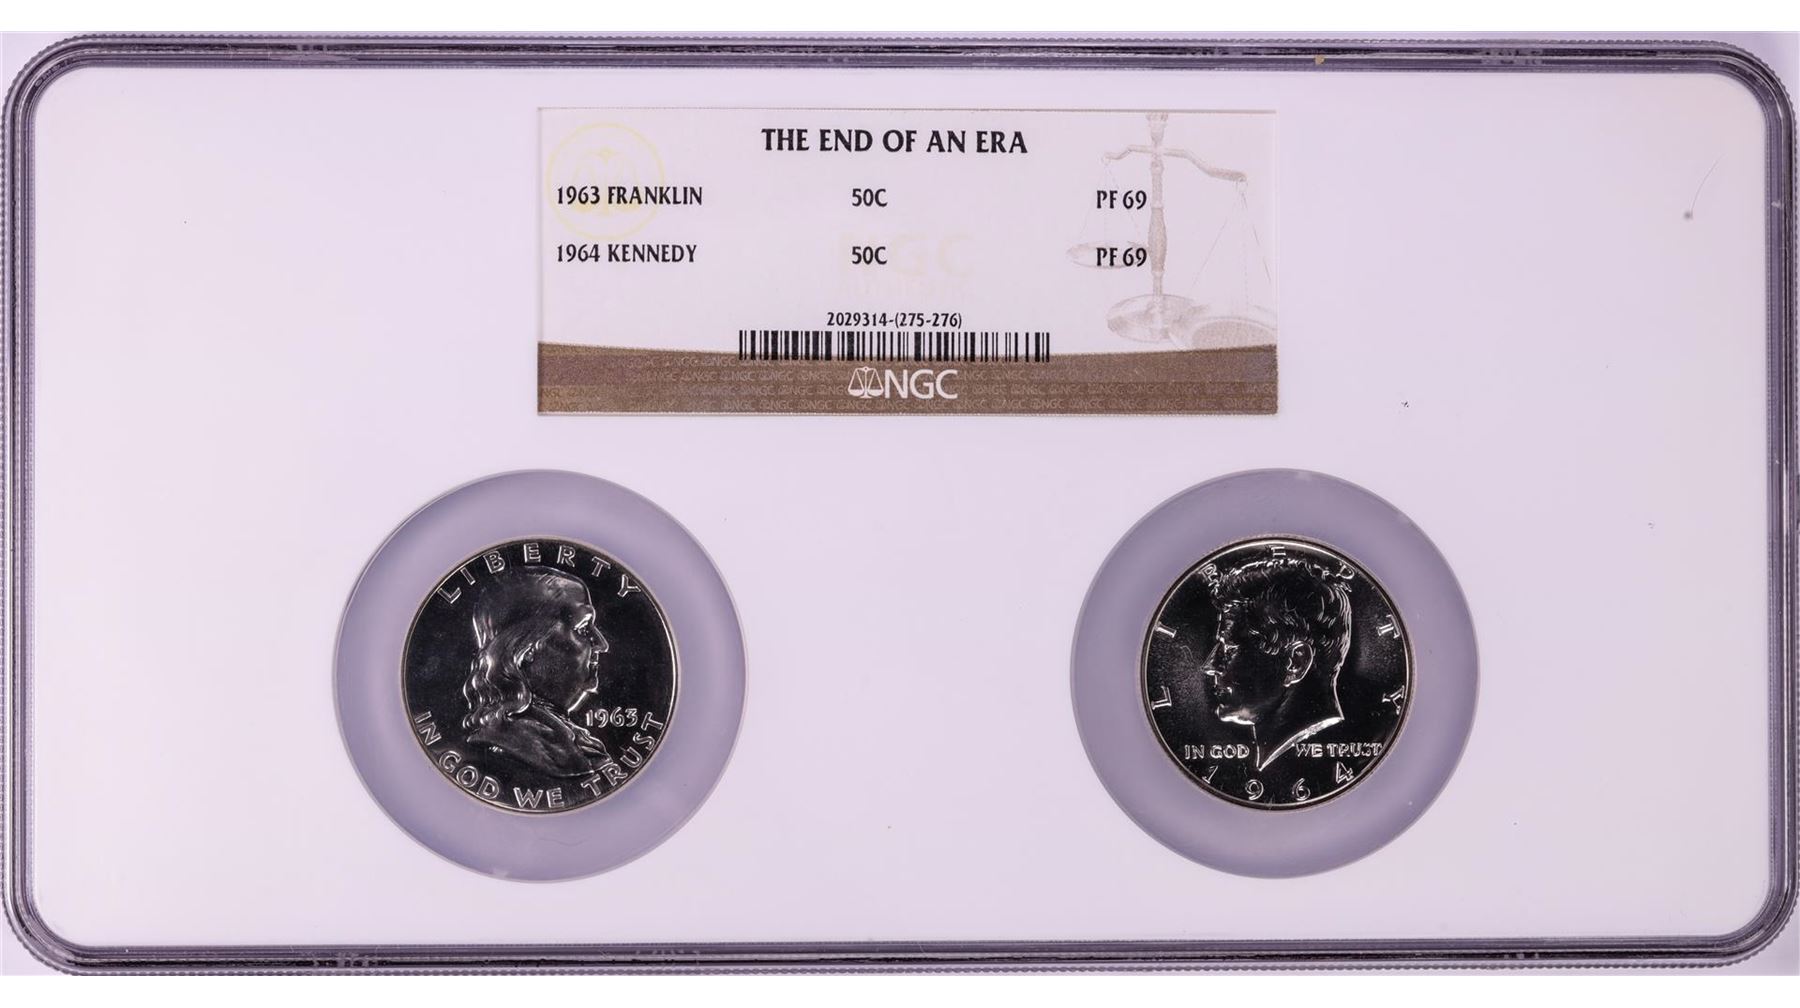 THE END OF AN ERA
1963 FRANKLIN 50C PF 69
1964 KENNEDY 50C PF 69
NGC
2029314-(275-276)
NGC
LIBERTY
1963
IN GOD WE TRUST
LIBERTY
IN GOD WE TRUST
1964